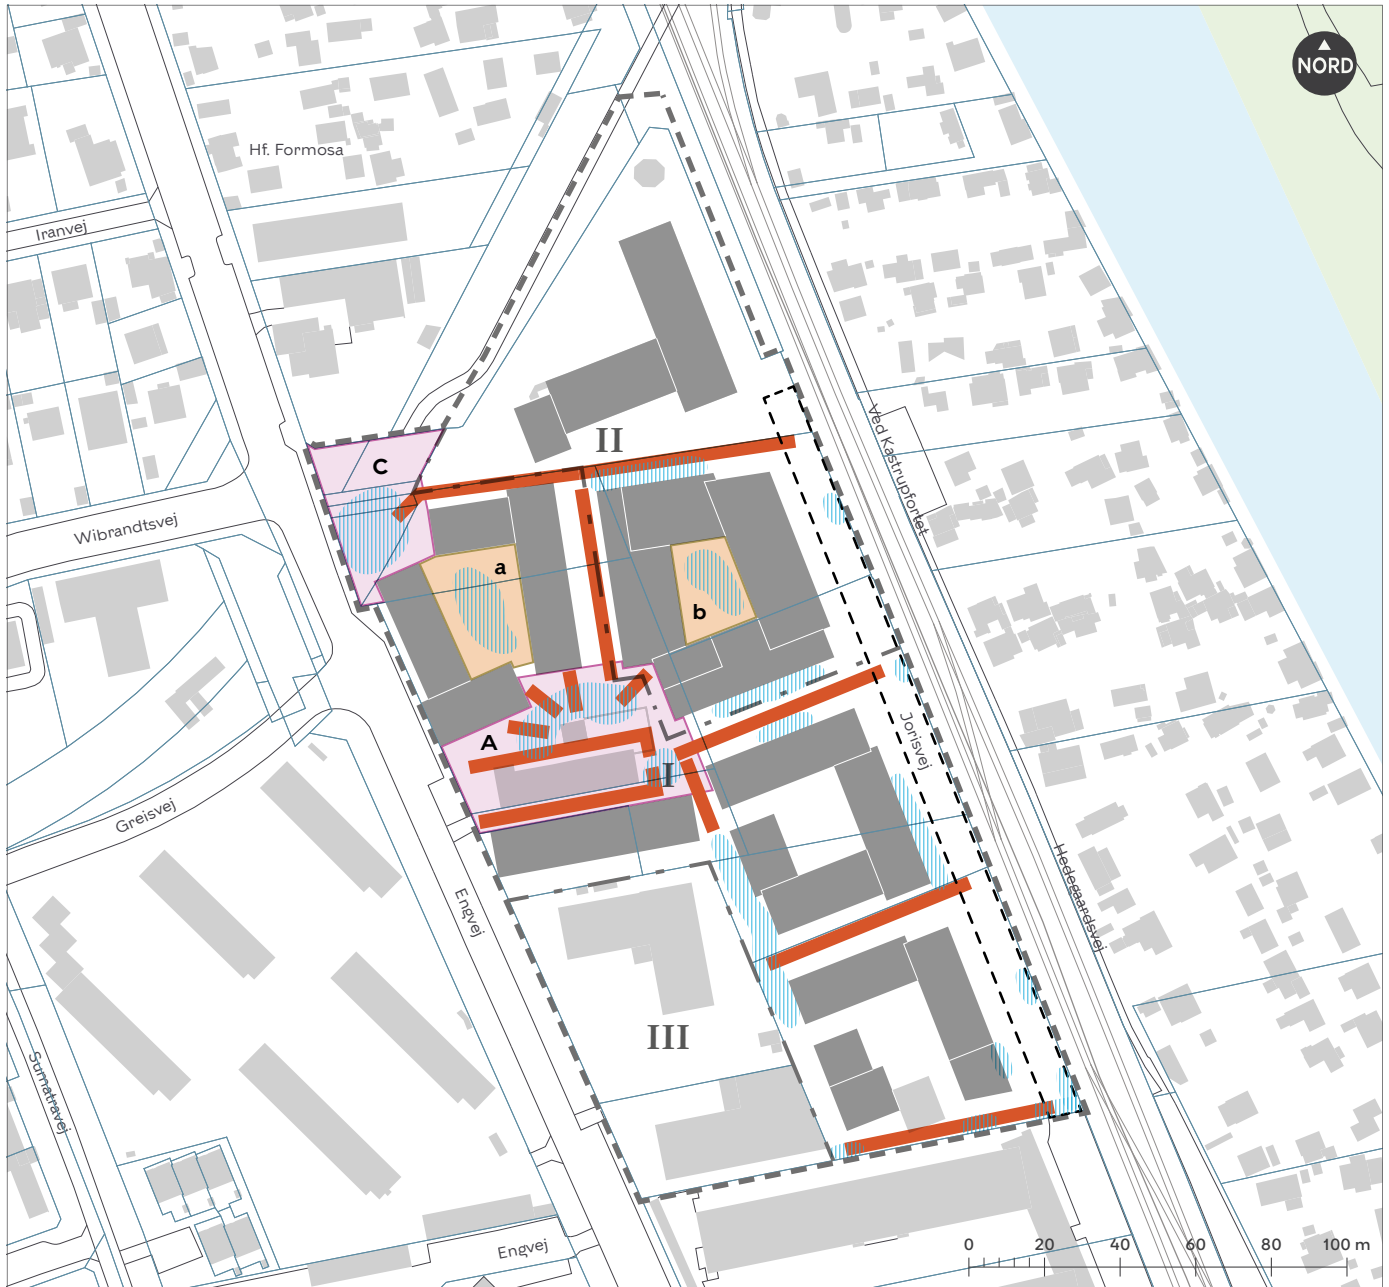 NORD
Hf. Formosa
Iranvej
II
C
Ved Kastrupfortet
Wibrandtsvej
a
b
Jorisvej
A
I
Greisvej
Engvej
Hedegaardsvej
III
Sumatravej
Engvej
0 20 40 60 80 100 m